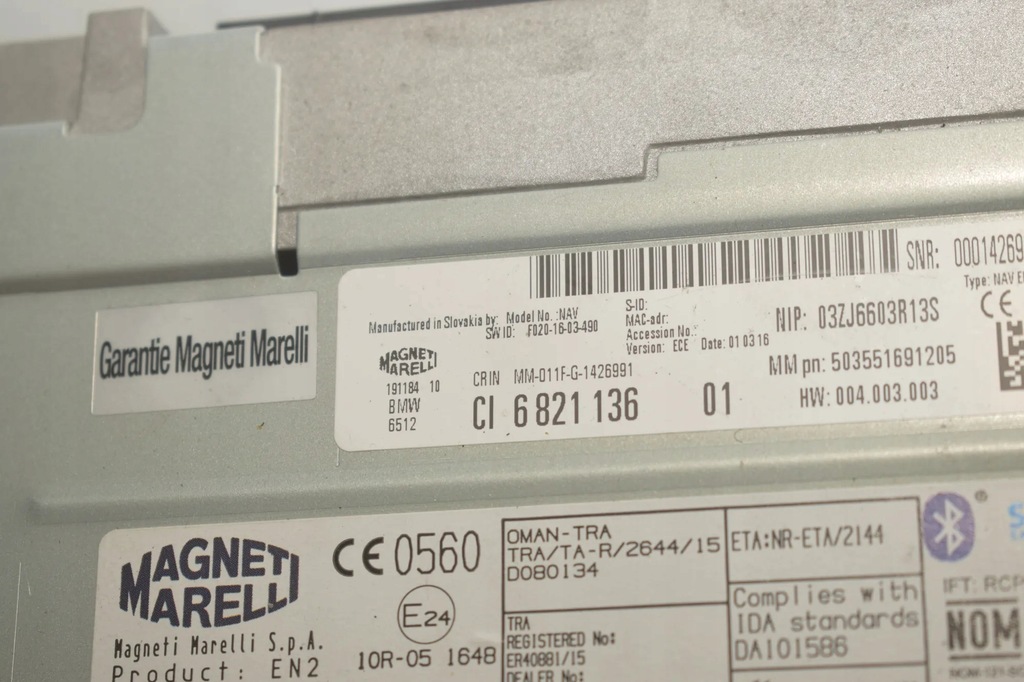 SNR: 00014269
Type: NAV
Manufactured in Slovakia by: Model No.:NAV
SW ID: F020-16-03-490
S-ID:
MAC-adr:
Accession No.:
Version: ECE Date: 01 03 16
NIP: 03ZJ6603R13S
CE
MAGNETI
MARELLI
191184 10
BMW
6512
CRIN MM-011F-G-1426991
CI 6 821 136 01
MM pn: 503551691205
HW: 004.003.003
Garantie Magneti Marelli
MAGNETI
MARELLI
Magneti Marelli S.p.A.
Product: EN2
CE 0560
E24
10R-05 1648
OMAN-TRA
TRA/TA-R/2644/15
D080134
TRA
REGISTERED No:
ER40881/15
DEALER No:
ETA:NR-ETA/2144
Complies with
IDA standards
DA101586
®
IFT: RCP
NOM